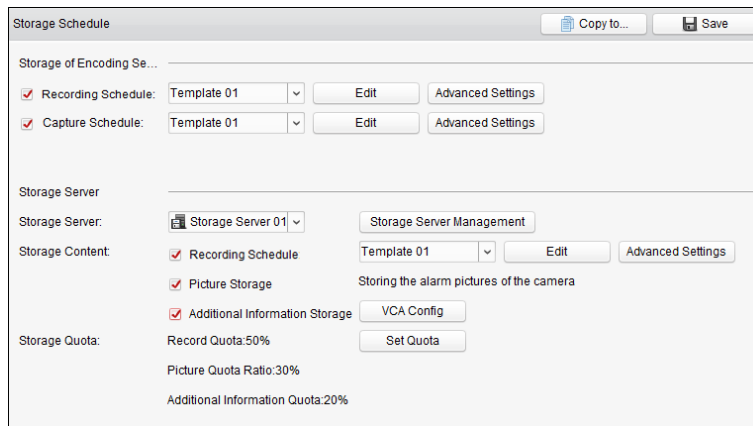 Storage Schedule Copy to... Save
Storage of Encoding Se...
Recording Schedule: Template 01 Edit Advanced Settings
Capture Schedule: Template 01 Edit Advanced Settings
Storage Server
Storage Server: Storage Server 01 Storage Server Management
Storage Content: Recording Schedule Template 01 Edit Advanced Settings
Picture Storage Storing the alarm pictures of the camera
Additional Information Storage VCA Config
Storage Quota: Record Quota:50% Set Quota
Picture Quota Ratio:30%
Additional Information Quota:20%